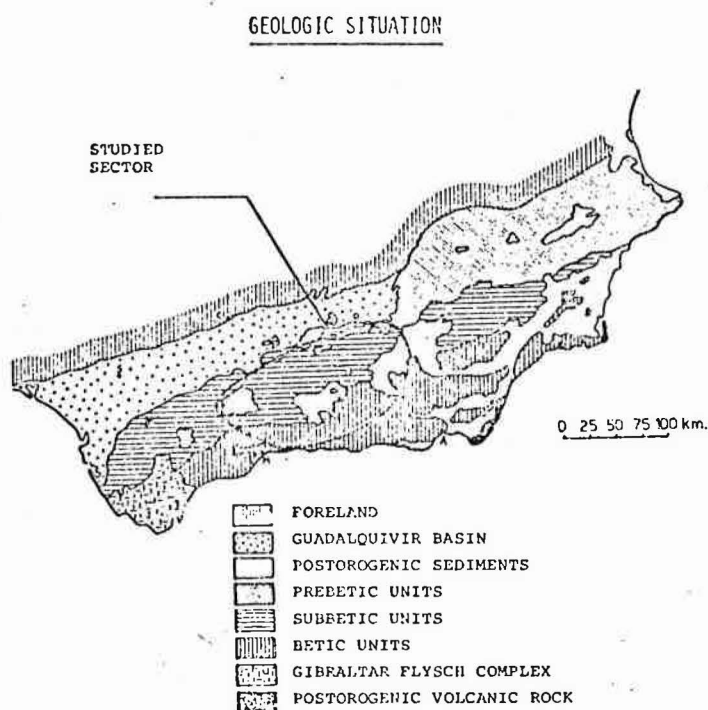 GEOLOGIC SITUATION
STUDIED
SECTOR
0 25 50 75 100 km.
A
FORELAND
GUADALQUIVIR BASIN
POSTOROGENIC SEDIMENTS
PREBETIC UNITS
SUBBETIC UNITS
BETIC UNITS
GIBRALTAR FLYSCH COMPLEX
POSTOROGENIC VOLCANIC ROCK